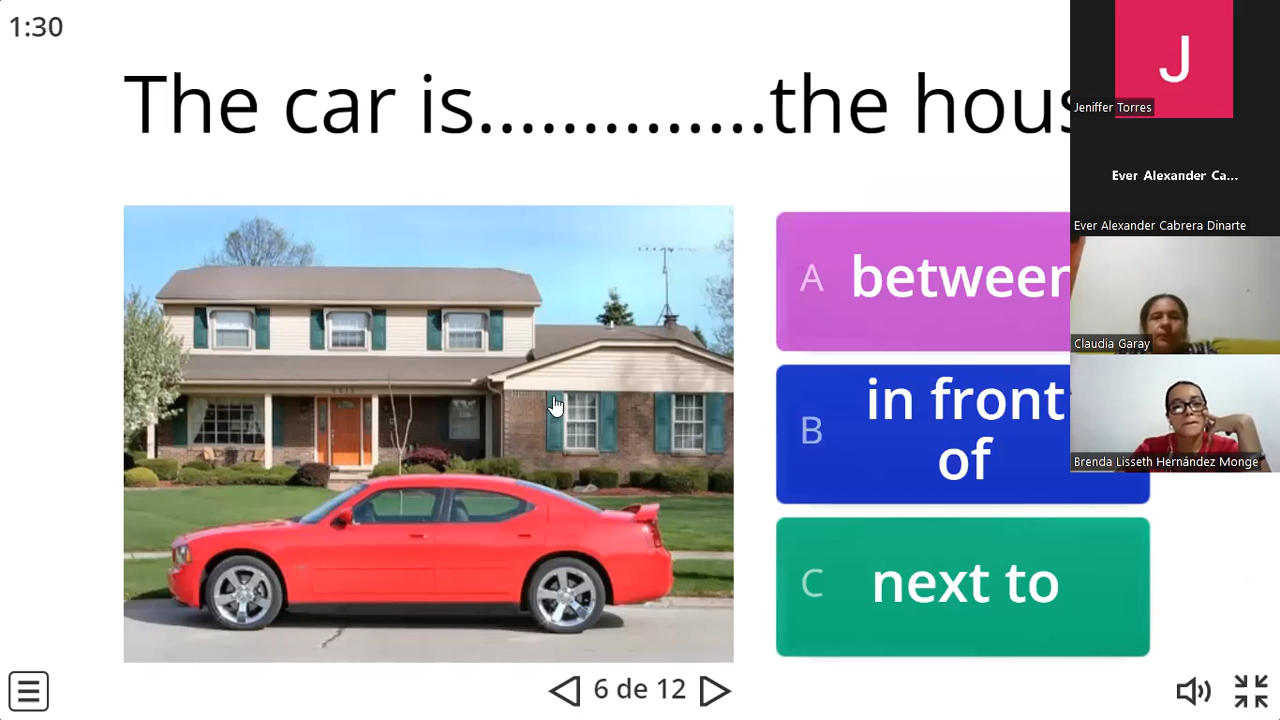 1:30
The car is..............the hous
A between
B in front
of
C next to
6 de 12
J
Jeniffer Torres
Ever Alexander Ca...
Ever Alexander Cabrera Dinarte
Claudia Garay
Brenda Lisseth Hernández Monge